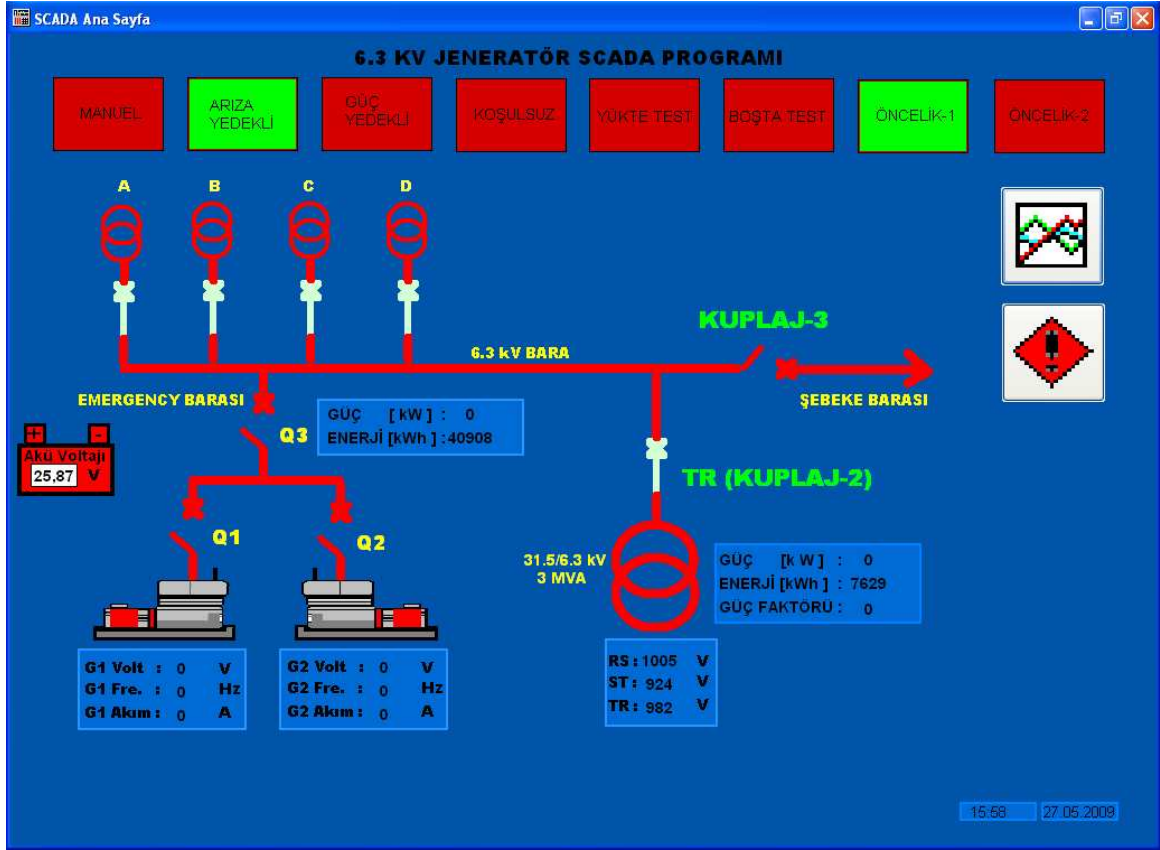 SCADA Ana Sayfa
6.3 KV JENERATÖR SCADA PROGRAMI
MANUEL
ARIZA
YEDEKLİ
GÜÇ
YEDEKLİ
KOŞULSUZ
YÜKTE TEST
BOŞTA TEST
ÖNCELİK-1
ÖNCELİK-2
A B C D
KUPLAJ-3
6.3 kV BARA
EMERGENCY BARASI
ŞEBEKE BARASI
GÜÇ [ kW ] : 0
ENERJİ [kWh ] :40908
Q3
+ -
Akü Voltajı
25,87 V
TR (KUPLAJ-2)
Q1
Q2
31.5/6.3 kV
3 MVA
GÜÇ [k W ] : 0
ENERJİ [kWh ] : 7629
GÜÇ FAKTÖRÜ : 0
G1 Volt : 0 V
G1 Fre. : 0 Hz
G1 Akım : 0 A
G2 Volt : 0 V
G2 Fre. : 0 Hz
G2 Akım : 0 A
RS : 1005 V
ST : 924 V
TR : 982 V
15:58 27.05.2009